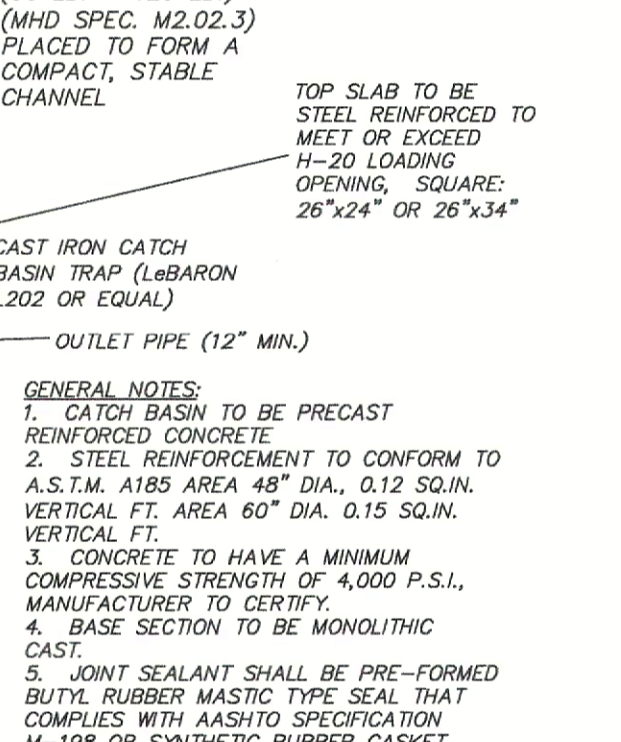 (MHD SPEC. M2.02.3)
PLACED TO FORM A
COMPACT, STABLE
CHANNEL
TOP SLAB TO BE
STEEL REINFORCED TO
MEET OR EXCEED
H-20 LOADING
OPENING, SQUARE:
26"x24" OR 26"x34"
CAST IRON CATCH
BASIN TRAP (LeBARON
L202 OR EQUAL)
OUTLET PIPE (12" MIN.)
GENERAL NOTES:
1. CATCH BASIN TO BE PRECAST
REINFORCED CONCRETE
2. STEEL REINFORCEMENT TO CONFORM TO
A.S.T.M. A185 AREA 48" DIA., 0.12 SQ.IN.
VERTICAL FT. AREA 60" DIA. 0.15 SQ.IN.
VERTICAL FT.
3. CONCRETE TO HAVE A MINIMUM
COMPRESSIVE STRENGTH OF 4,000 P.S.I.,
MANUFACTURER TO CERTIFY.
4. BASE SECTION TO BE MONOLITHIC
CAST.
5. JOINT SEALANT SHALL BE PRE-FORMED
BUTYL RUBBER MASTIC TYPE SEAL THAT
COMPLIES WITH AASHTO SPECIFICATION
M-198 OR SYNTHETIC RUBBER GASKET